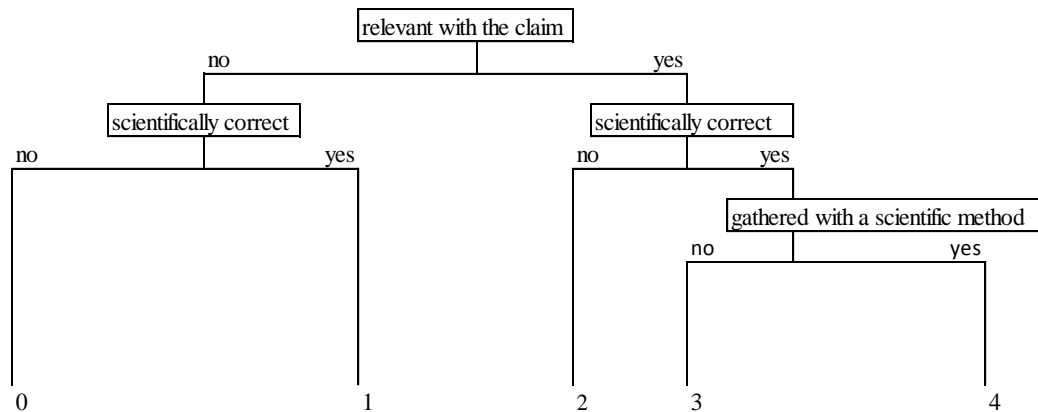 relevant with the claim
no yes
scientifically correct scientifically correct
no yes no yes
gathered with a scientific method
no yes
0 1 2 3 4